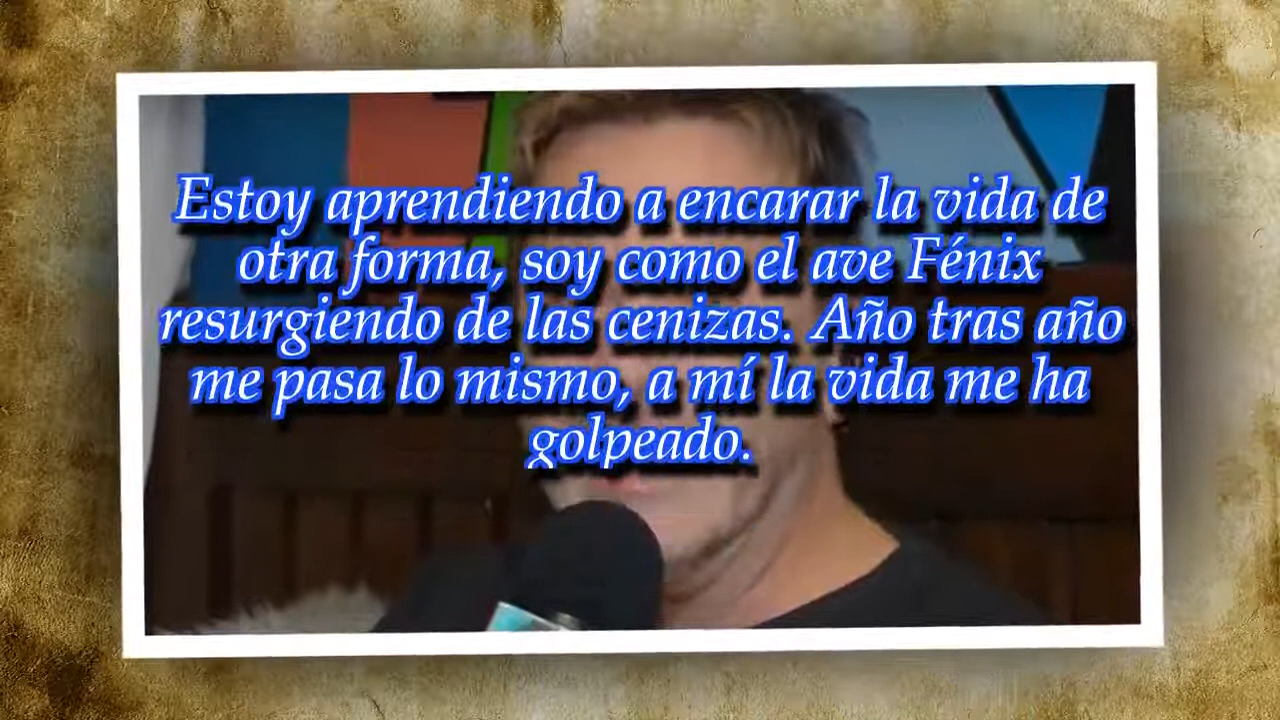 Estoy aprendiendo a encarar la vida de
otra forma, soy como el ave Fénix
resurgiendo de las cenizas. Año tras año
me pasa lo mismo, a mí la vida me ha
golpeado.